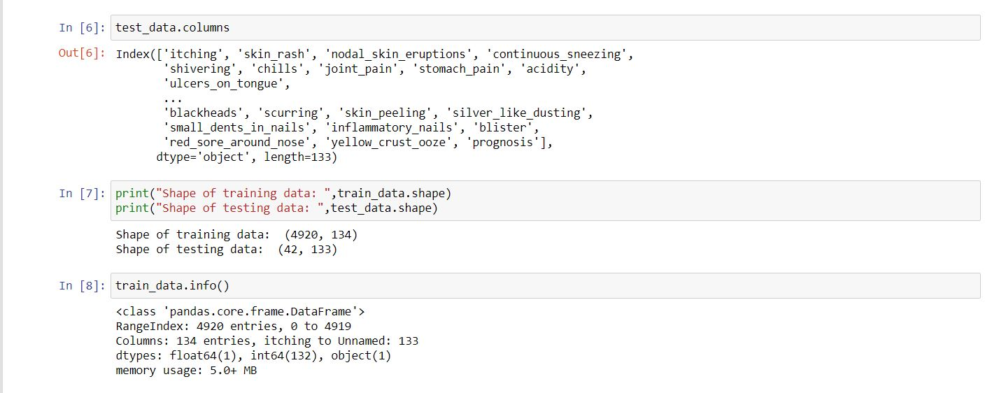 In [6]: test_data.columns
Out[6]: Index(['itching', 'skin_rash', 'nodal_skin_eruptions', 'continuous_sneezing',
'shivering', 'chills', 'joint_pain', 'stomach_pain', 'acidity',
'ulcers_on_tongue',
...
'blackheads', 'scurring', 'skin_peeling', 'silver_like_dusting',
'small_dents_in_nails', 'inflammatory_nails', 'blister',
'red_sore_around_nose', 'yellow_crust_ooze', 'prognosis'],
dtype='object', length=133)
In [7]: print("Shape of training data: ",train_data.shape)
print("Shape of testing data: ",test_data.shape)
Shape of training data:  (4920, 134)
Shape of testing data:  (42, 133)
In [8]: train_data.info()
<class 'pandas.core.frame.DataFrame'>
RangeIndex: 4920 entries, 0 to 4919
Columns: 134 entries, itching to Unnamed: 133
dtypes: float64(1), int64(132), object(1)
memory usage: 5.0+ MB